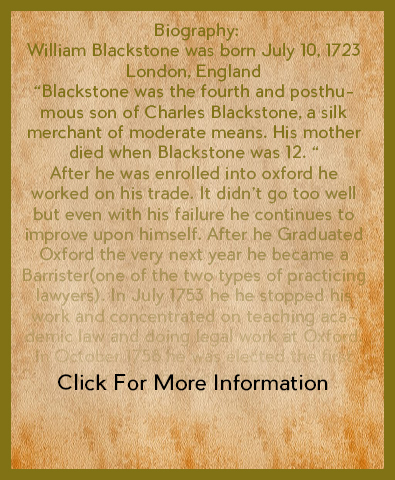 Biography:
William Blackstone was born July 10, 1723
London, England
“Blackstone was the fourth and posthu-
mous son of Charles Blackstone, a silk
merchant of moderate means. His mother
died when Blackstone was 12. “
After he was enrolled into oxford he
worked on his trade. It didn't go too well
but even with his failure he continues to
improve upon himself. After he Graduated
Oxford the very next year he became a
Barrister(one of the two types of practicing
lawyers). In July 1753 he he stopped his
work and concentrated on teaching aca-
demic law and doing legal work at Oxford.
In October 1758 he was elected the first
Click For More Information